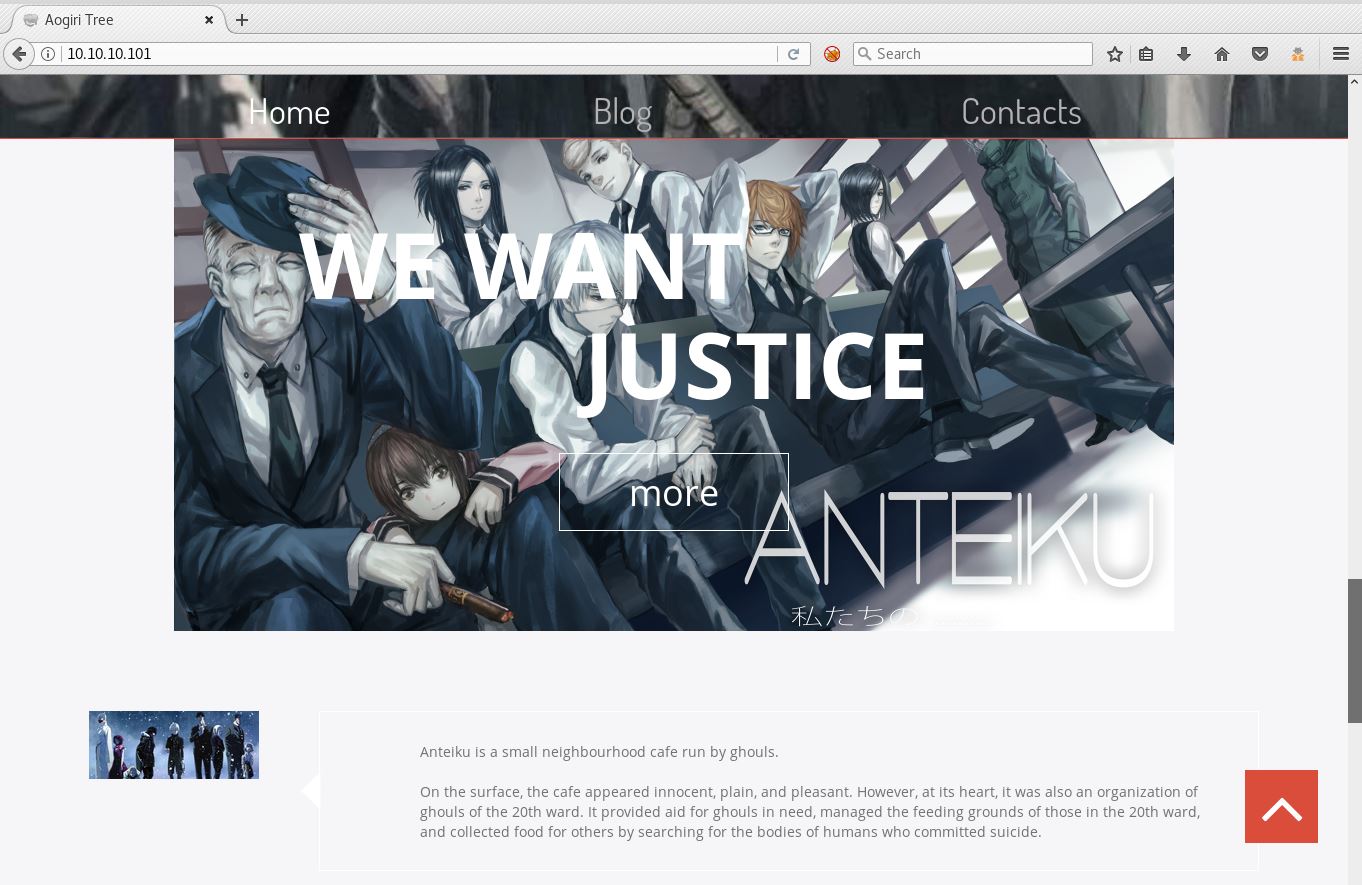 Aogiri Tree
10.10.10.101
Search
Home
Blog
Contacts
WE WANT
JUSTICE
more
ANTEIKU
私たちの
Anteiku is a small neighbourhood cafe run by ghouls.
On the surface, the cafe appeared innocent, plain, and pleasant. However, at its heart, it was also an organization of
ghouls of the 20th ward. It provided aid for ghouls in need, managed the feeding grounds of those in the 20th ward,
and collected food for others by searching for the bodies of humans who committed suicide.